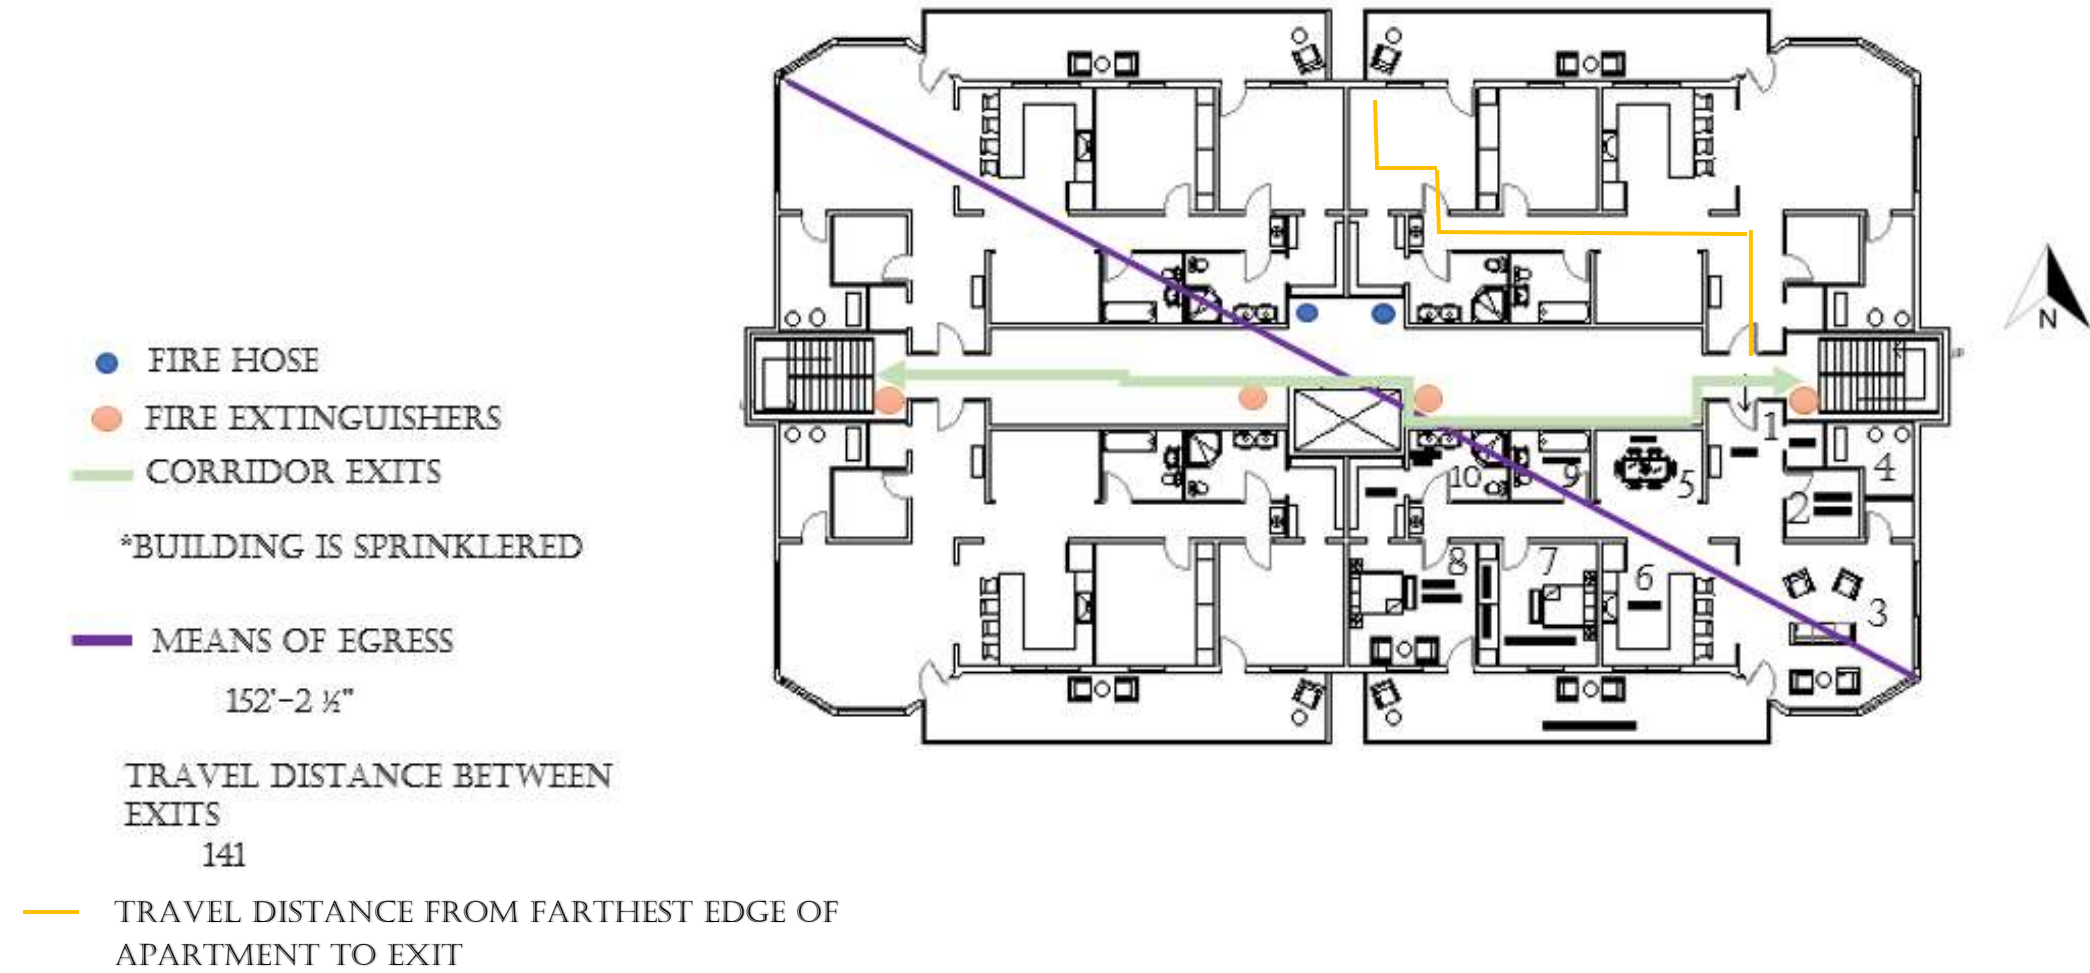 FIRE HOSE
FIRE EXTINGUISHERS
CORRIDOR EXITS
*BUILDING IS SPRINKLERED
MEANS OF EGRESS
152'-2 ½"
TRAVEL DISTANCE BETWEEN
EXITS
141
TRAVEL DISTANCE FROM FARTHEST EDGE OF
APARTMENT TO EXIT
N
1
2
3
4
5
6
7
8
9
10